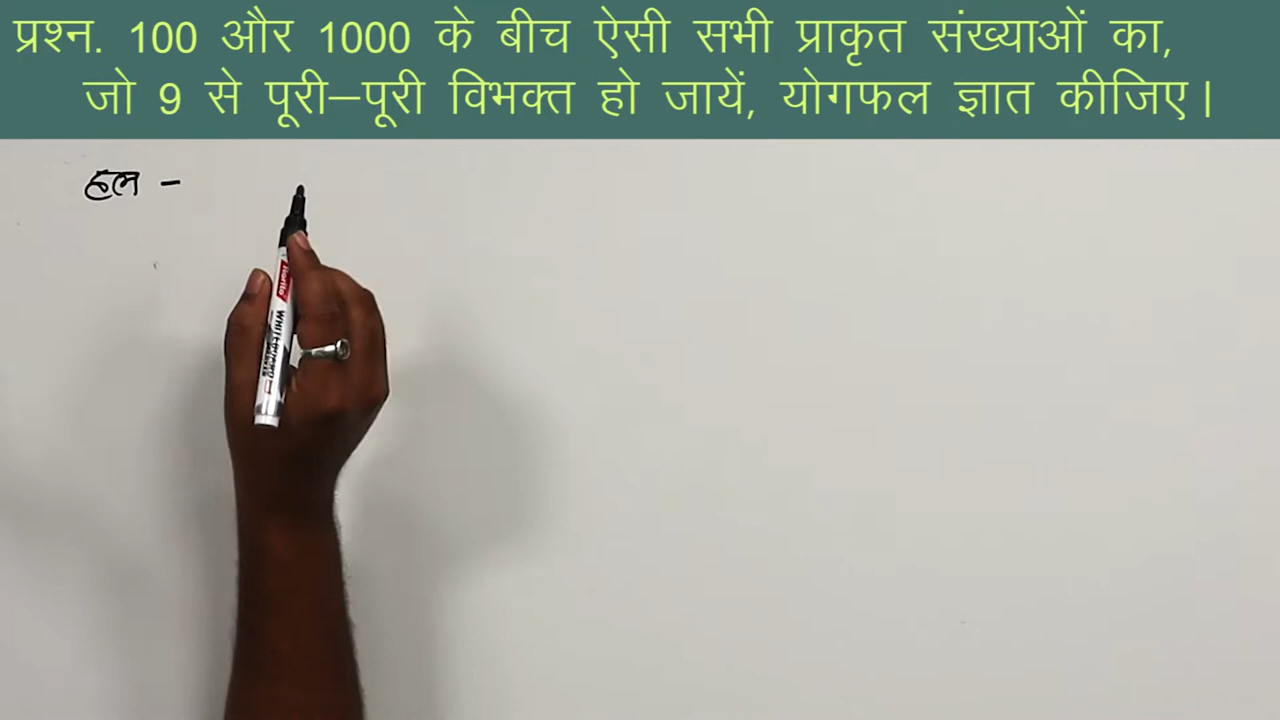 प्रश्न. 100 और 1000 के बीच ऐसी सभी प्राकृत संख्याओं का,
जो 9 से पूरी–पूरी विभक्त हो जायें, योगफल ज्ञात कीजिए।
हल -